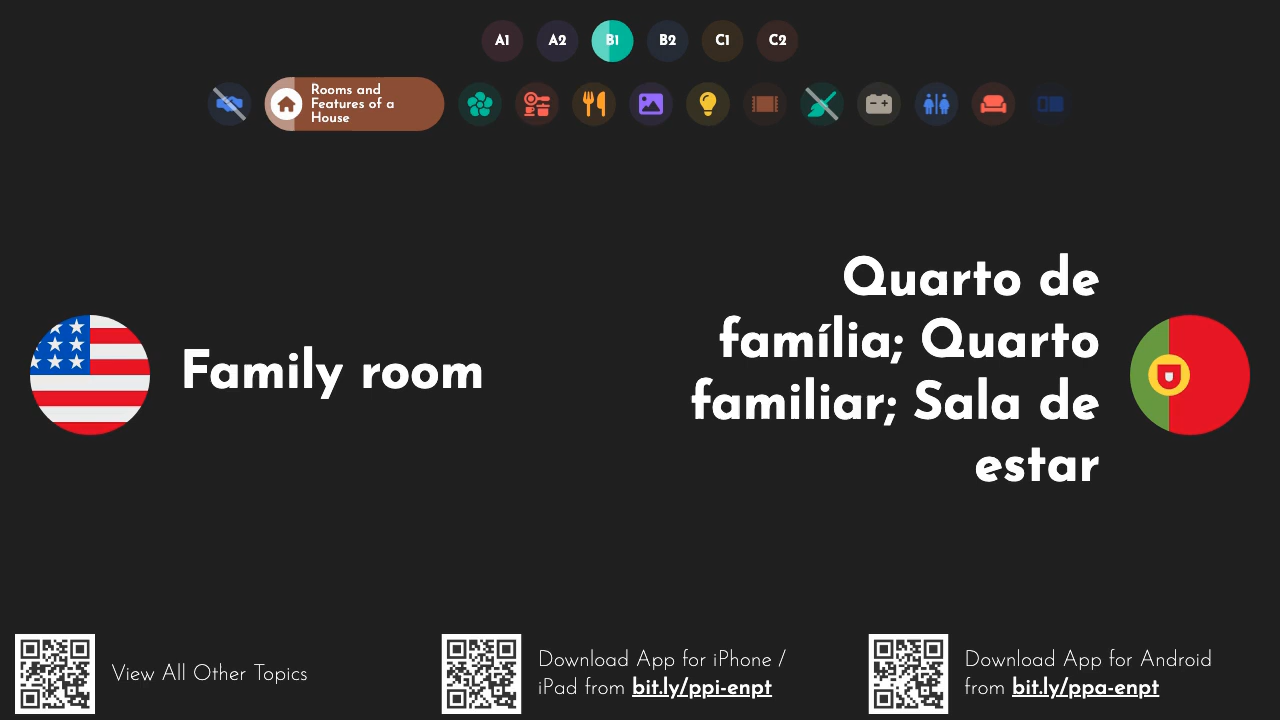 A1 A2 B1 B2 C1 C2
Rooms and
Features of a
House
Family room
Quarto de
família; Quarto
familiar; Sala de
estar
View All Other Topics
Download App for iPhone /
iPad from bit.ly/ppi-enpt
Download App for Android
from bit.ly/ppa-enpt